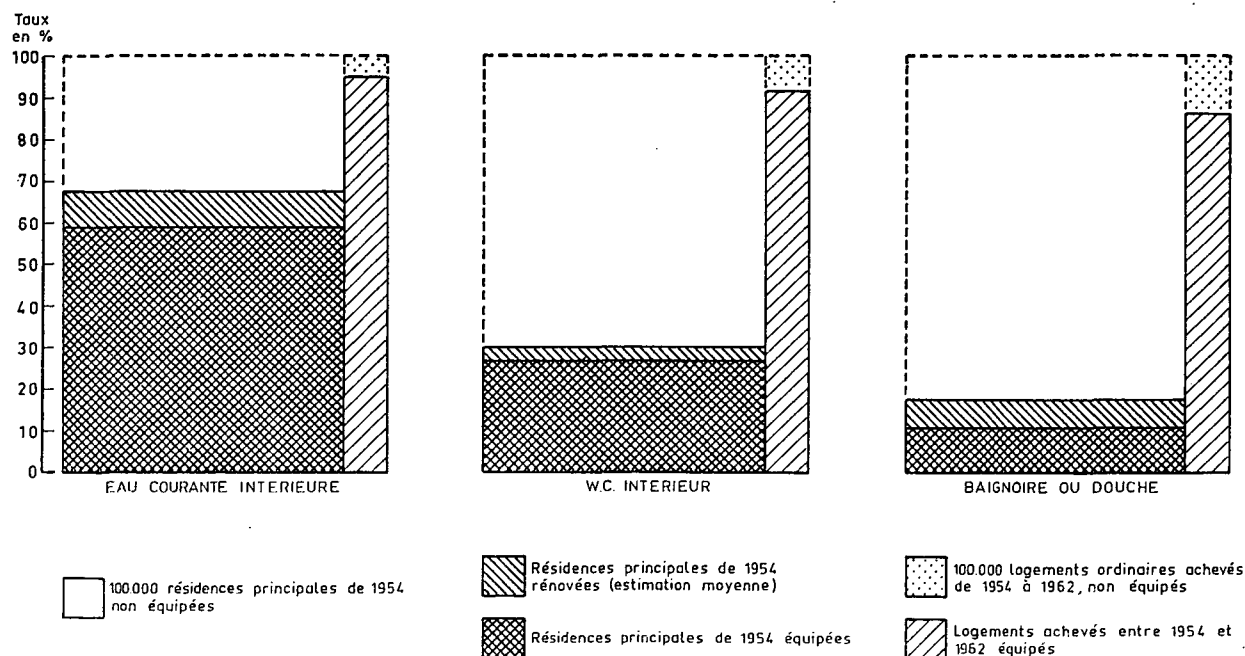 Taux
en %
100
90
80
70
60
50
40
30
20
10
0
EAU COURANTE INTERIEURE
W.C. INTERIEUR
BAIGNOIRE OU DOUCHE
100.000 résidences principales de 1954
non équipées
Résidences principales de 1954
rénovées (estimation moyenne)
Résidences principales de 1954 équipées
100.000 logements ordinaires achevés
de 1954 à 1962, non équipés
Logements achevés entre 1954 et
1962 équipés